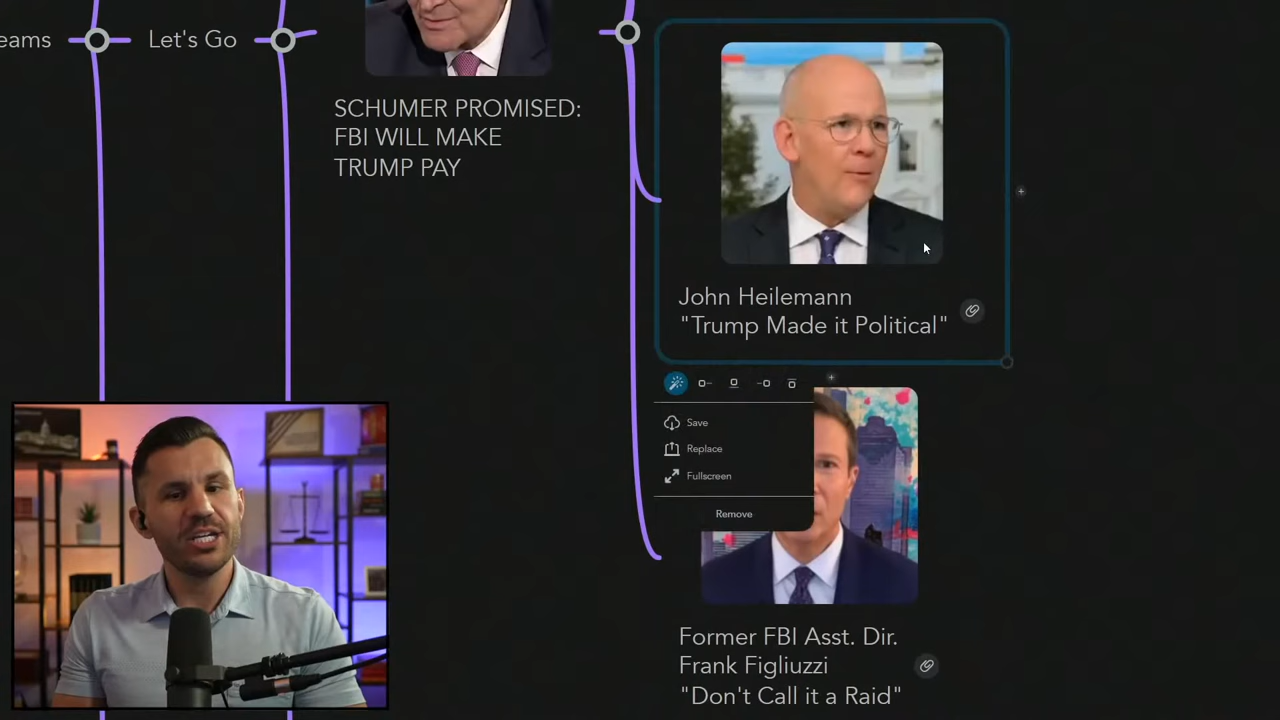 eams
Let's Go
SCHUMER PROMISED:
FBI WILL MAKE
TRUMP PAY
John Heilemann
"Trump Made it Political"
Save
Replace
Fullscreen
Remove
Former FBI Asst. Dir.
Frank Figliuzzi
"Don't Call it a Raid"